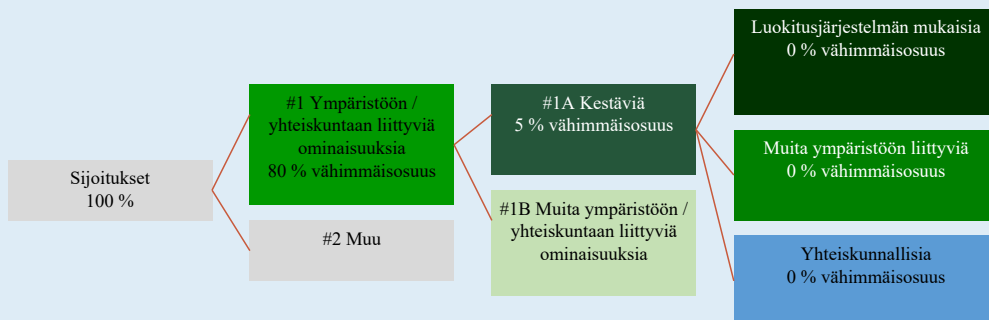 Sijoitukset
100 %
#1 Ympäristöön /
yhteiskuntaan liittyviä
ominaisuuksia
80 % vähimmäisosuus
#2 Muu
#1A Kestäviä
5 % vähimmäisosuus
#1B Muita ympäristöön /
yhteiskuntaan liittyviä
ominaisuuksia
Luokitusjärjestelmän mukaisia
0 % vähimmäisosuus
Muita ympäristöön liittyviä
0 % vähimmäisosuus
Yhteiskunnallisia
0 % vähimmäisosuus